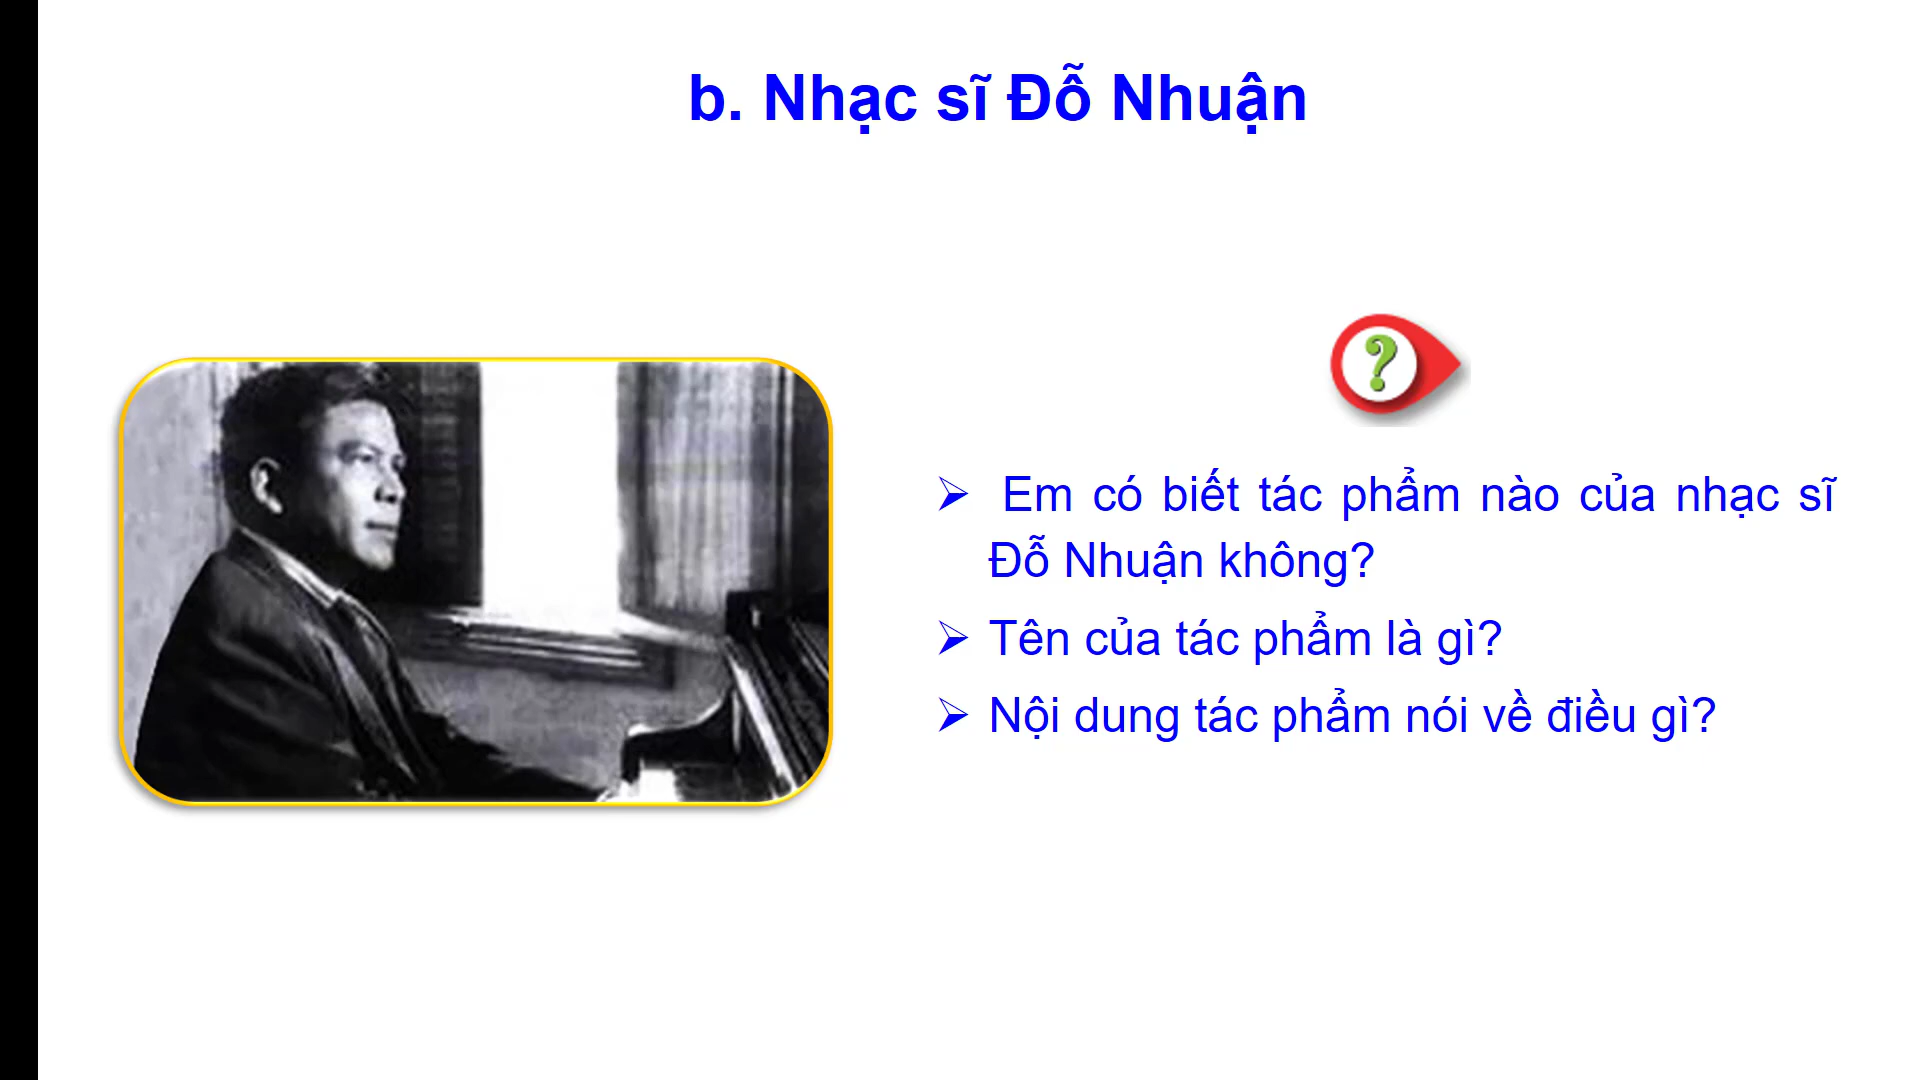 b. Nhạc sĩ Đỗ Nhuận
?
➢ Em có biết tác phẩm nào của nhạc sĩ
Đỗ Nhuận không?
➢ Tên của tác phẩm là gì?
➢ Nội dung tác phẩm nói về điều gì?